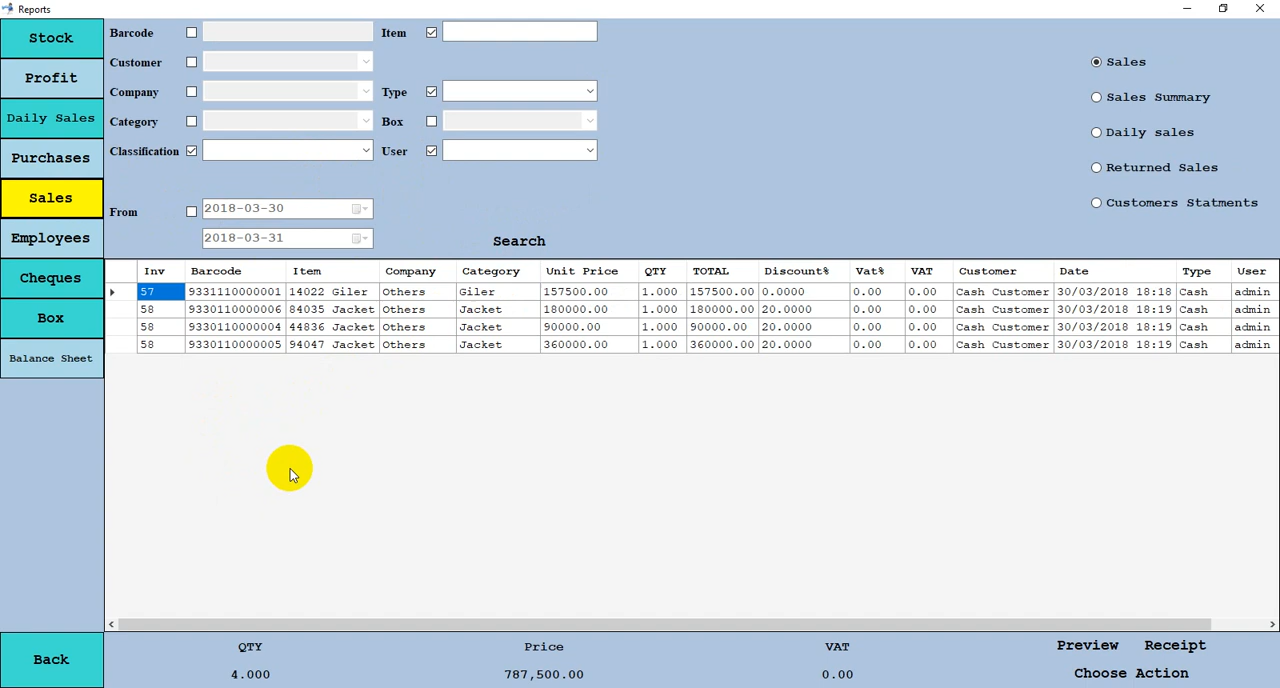 Reports
Stock
Profit
Daily Sales
Purchases
Sales
Employees
Cheques
Box
Balance Sheet
Back
Barcode
Item
Customer
Company
Type
Category
Box
Classification
User
From 2018-03-30
2018-03-31
Search
Sales
Sales Summary
Daily sales
Returned Sales
Customers Statments
Inv Barcode Item Company Category Unit Price QTY TOTAL Discount% Vat% VAT Customer Date Type User
57 9331110000001 14022 Giler Others Giler 157500.00 1.000 157500.00 0.0000 0.00 0.00 Cash Customer 30/03/2018 18:18 Cash admin
58 9330110000006 84035 Jacket Others Jacket 180000.00 1.000 180000.00 20.0000 0.00 0.00 Cash Customer 30/03/2018 18:19 Cash admin
58 9330110000004 44836 Jacket Others Jacket 90000.00 1.000 90000.00 20.0000 0.00 0.00 Cash Customer 30/03/2018 18:19 Cash admin
58 9330110000005 94047 Jacket Others Jacket 360000.00 1.000 360000.00 20.0000 0.00 0.00 Cash Customer 30/03/2018 18:19 Cash admin
QTY Price VAT
4.000 787,500.00 0.00
Preview Receipt
Choose Action